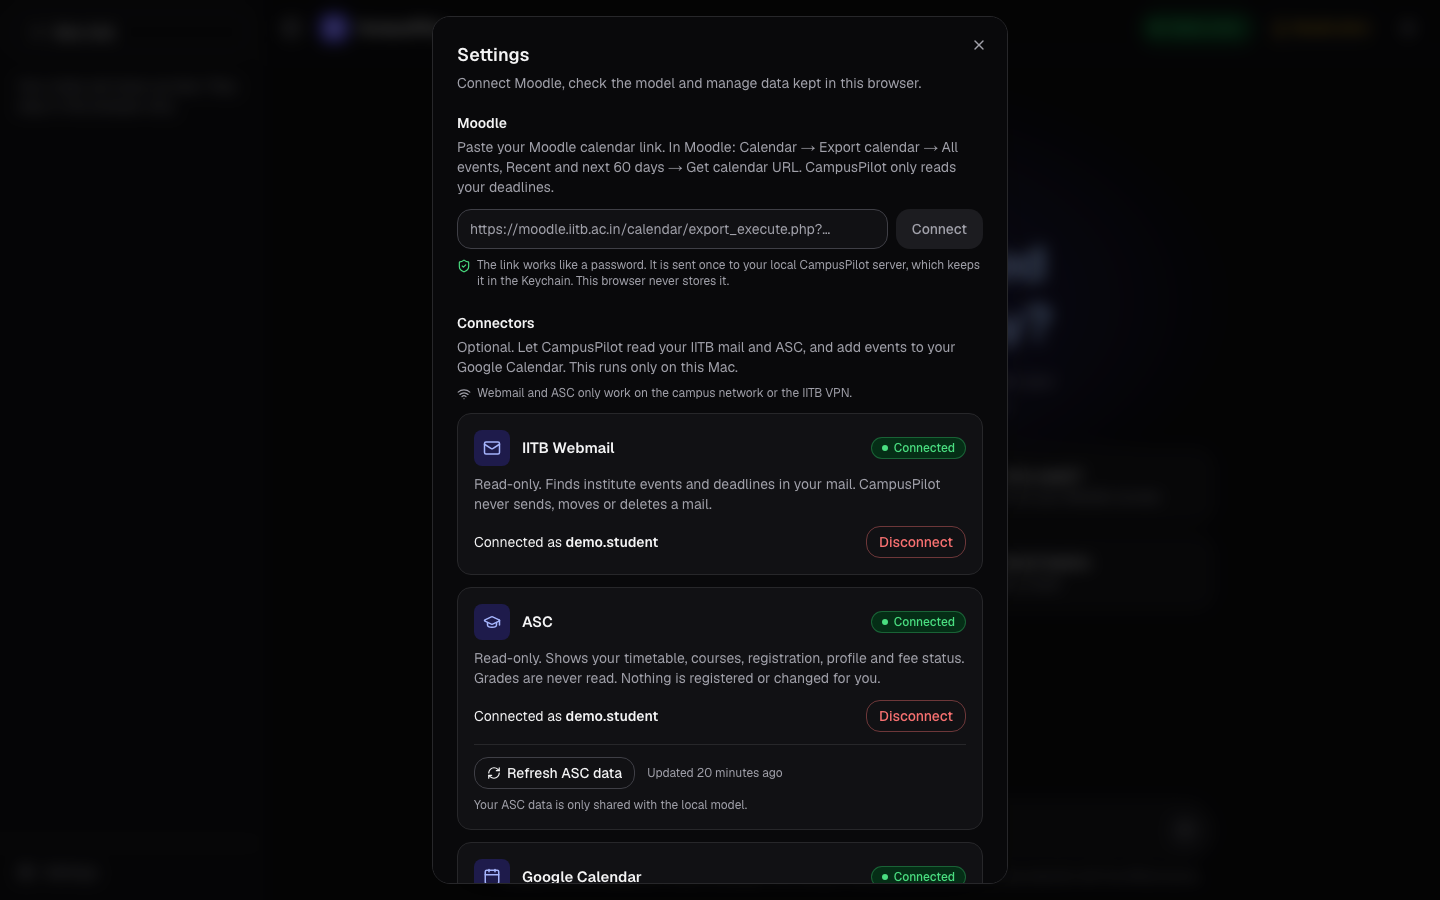 Settings
Connect Moodle, check the model and manage data kept in this browser.
Moodle
Paste your Moodle calendar link. In Moodle: Calendar → Export calendar → All
events, Recent and next 60 days → Get calendar URL. CampusPilot only reads
your deadlines.
https://moodle.iitb.ac.in/calendar/export_execute.php?…
Connect
The link works like a password. It is sent once to your local CampusPilot server, which keeps
it in the Keychain. This browser never stores it.
Connectors
Optional. Let CampusPilot read your IITB mail and ASC, and add events to your
Google Calendar. This runs only on this Mac.
Webmail and ASC only work on the campus network or the IITB VPN.
IITB Webmail
Connected
Read-only. Finds institute events and deadlines in your mail. CampusPilot
never sends, moves or deletes a mail.
Connected as demo.student
Disconnect
ASC
Connected
Read-only. Shows your timetable, courses, registration, profile and fee status.
Grades are never read. Nothing is registered or changed for you.
Connected as demo.student
Disconnect
Refresh ASC data
Updated 20 minutes ago
Your ASC data is only shared with the local model.
Google Calendar
Connected